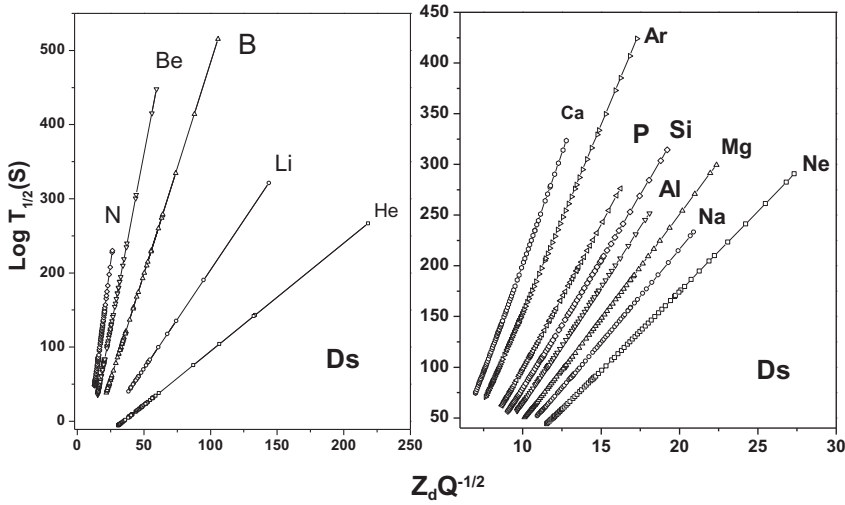 500
400
300
200
100
0
0 50 100 150 200 250
Log T1/2(S)
Be
B
N
Li
He
Ds
450
400
350
300
250
200
150
100
50
10 15 20 25 30
Ar
Ca
P
Si
Al
Mg
Na
Ne
Ds
ZdQ-1/2